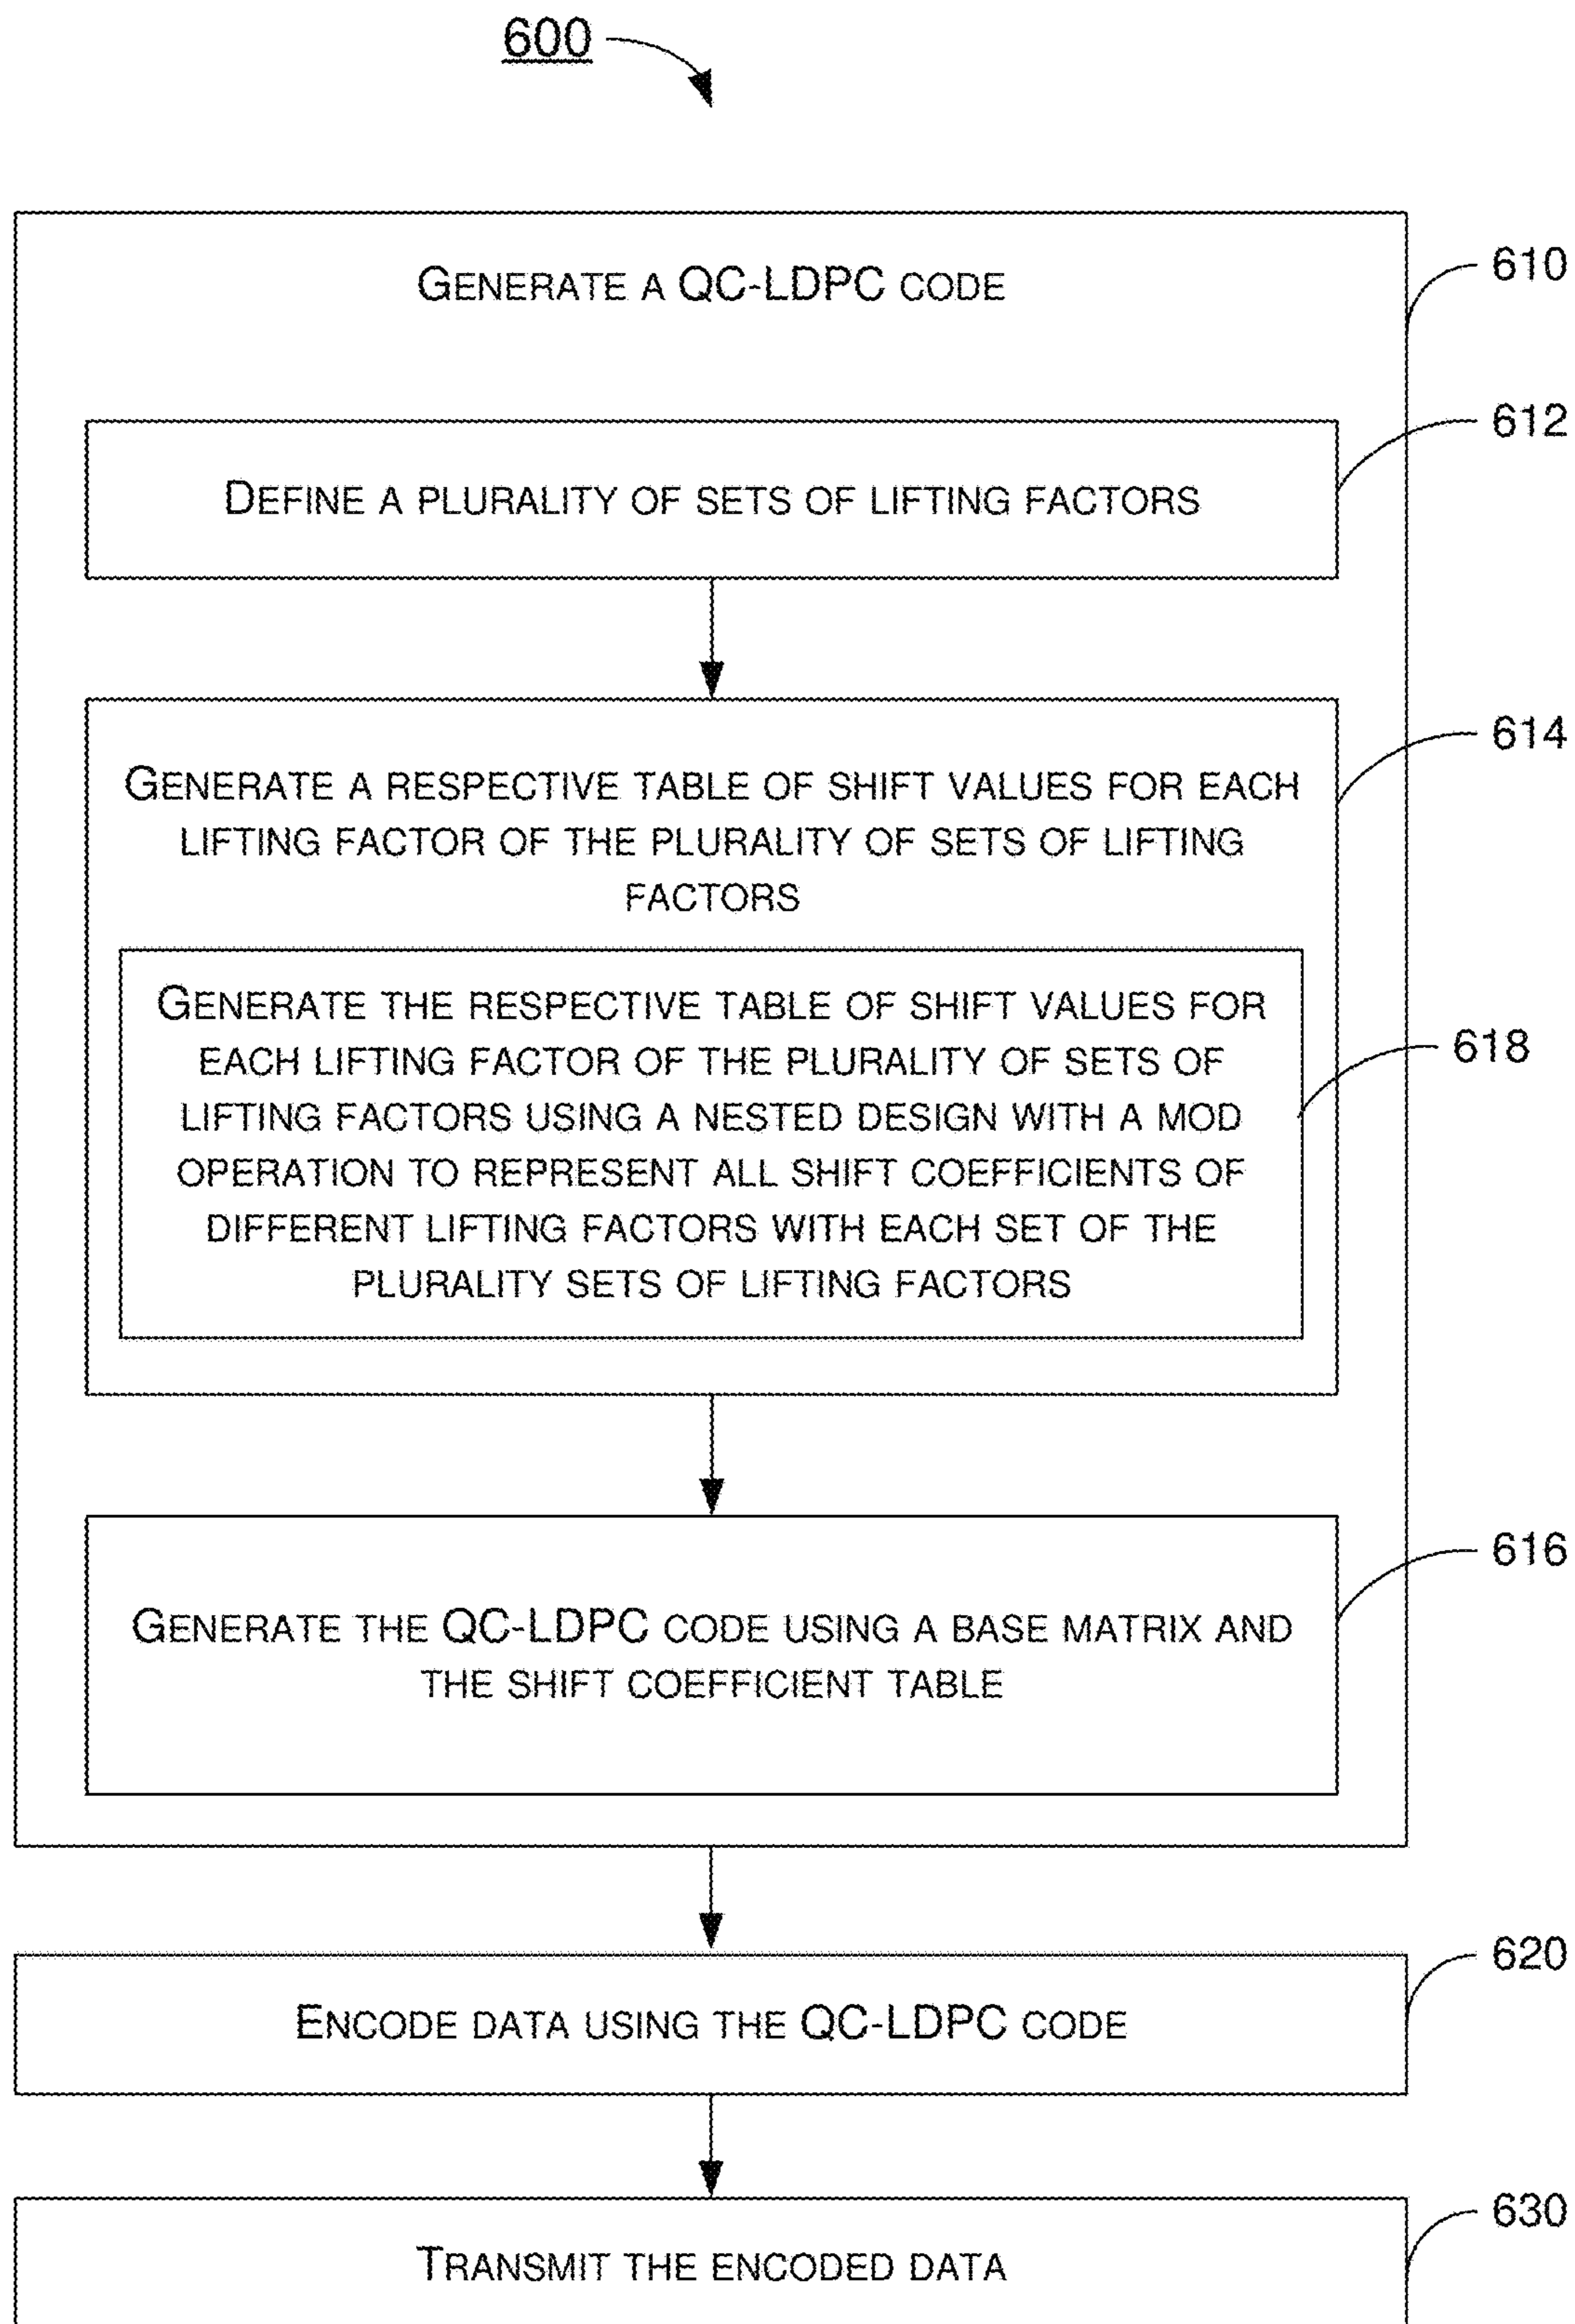 600
GENERATE A QC-LDPC CODE
610
DEFINE A PLURALITY OF SETS OF LIFTING FACTORS
612
GENERATE A RESPECTIVE TABLE OF SHIFT VALUES FOR EACH
LIFTING FACTOR OF THE PLURALITY OF SETS OF LIFTING
FACTORS
614
GENERATE THE RESPECTIVE TABLE OF SHIFT VALUES FOR
EACH LIFTING FACTOR OF THE PLURALITY OF SETS OF
LIFTING FACTORS USING A NESTED DESIGN WITH A MOD
OPERATION TO REPRESENT ALL SHIFT COEFFICIENTS OF
DIFFERENT LIFTING FACTORS WITH EACH SET OF THE
PLURALITY SETS OF LIFTING FACTORS
618
GENERATE THE QC-LDPC CODE USING A BASE MATRIX AND
THE SHIFT COEFFICIENT TABLE
616
ENCODE DATA USING THE QC-LDPC CODE
620
TRANSMIT THE ENCODED DATA
630